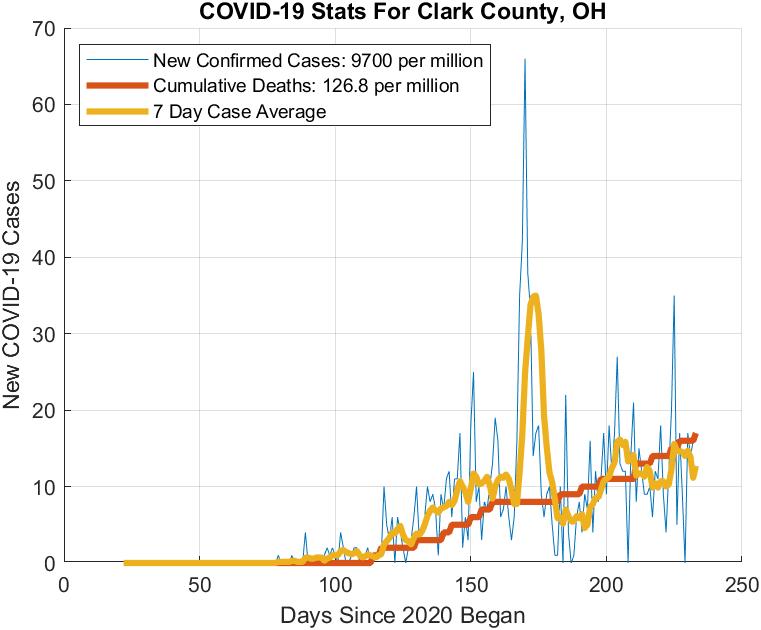 COVID-19 Stats For Clark County, OH
New Confirmed Cases: 9700 per million
Cumulative Deaths: 126.8 per million
7 Day Case Average
New COVID-19 Cases
70
60
50
40
30
20
10
0
0 50 100 150 200 250
Days Since 2020 Began